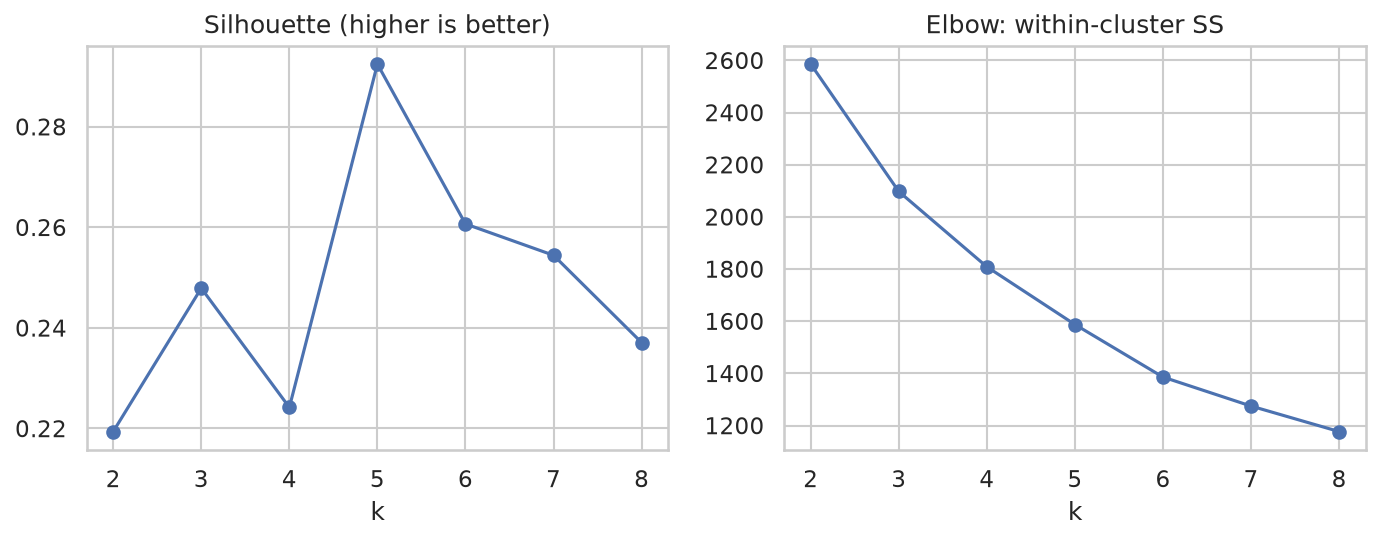 Silhouette (higher is better)
0.28
0.26
0.24
0.22
2 3 4 5 6 7 8
k
Elbow: within-cluster SS
2600
2400
2200
2000
1800
1600
1400
1200
2 3 4 5 6 7 8
k